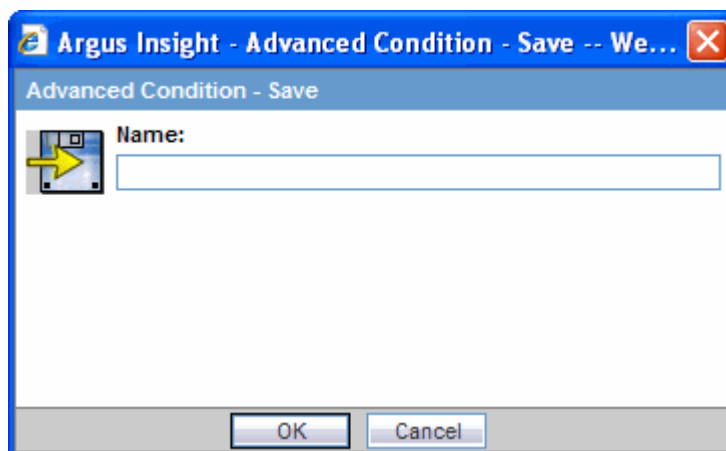 Argus Insight - Advanced Condition - Save -- We...
Advanced Condition - Save
Name:
OK Cancel